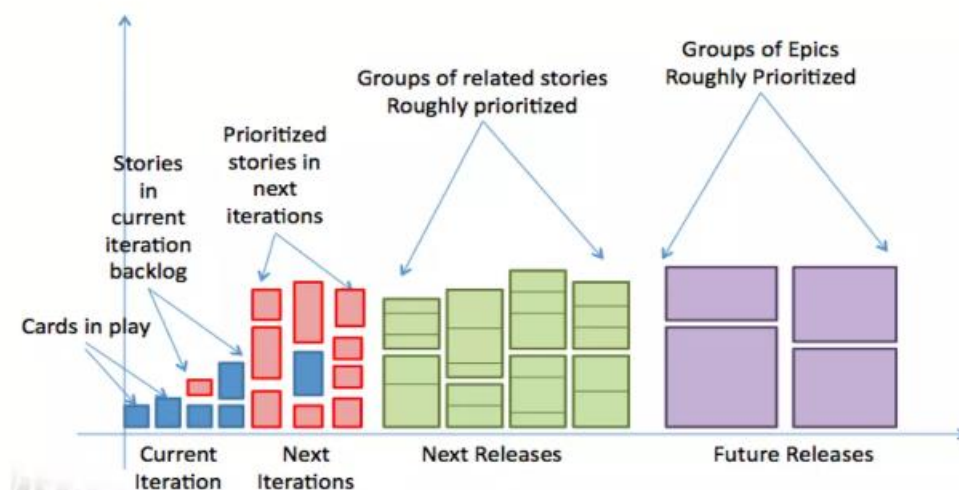 Groups of Epics
Roughly Prioritized
Groups of related stories
Roughly prioritized
Prioritized
stories in
next
iterations
Stories
in
current
iteration
backlog
Cards in play
Current
Iteration
Next
Iterations
Next Releases
Future Releases